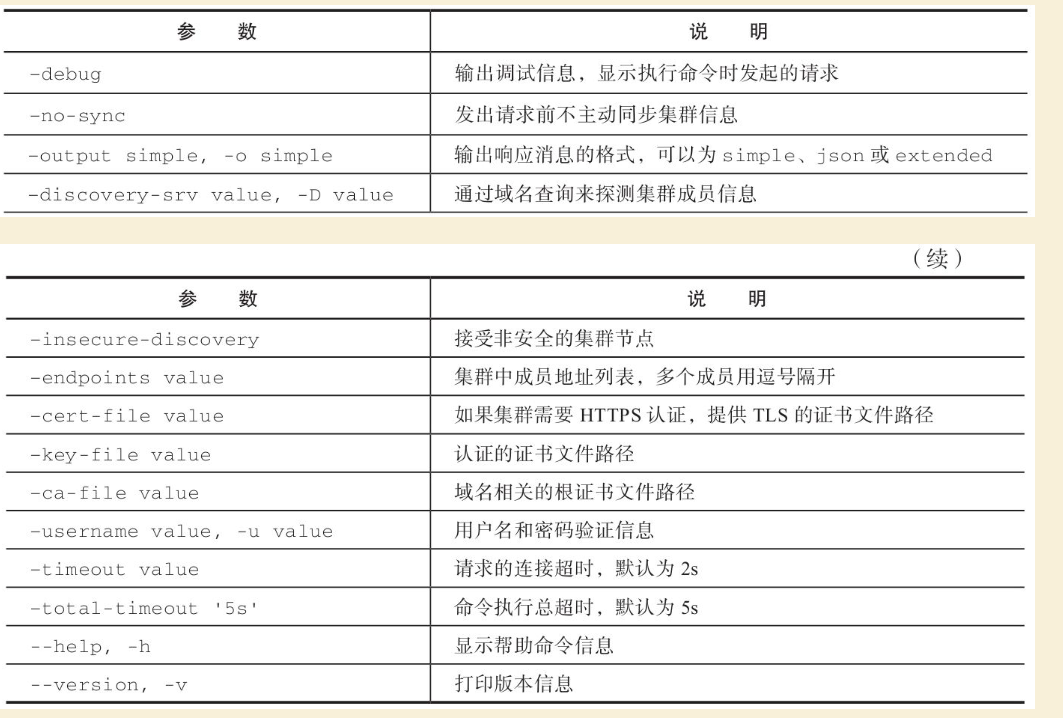 参 数 说 明
-debug 输出调试信息，显示执行命令时发起的请求
-no-sync 发出请求前不主动同步集群信息
-output simple, -o simple 输出响应消息的格式，可以为 simple、json 或 extended
-discovery-srv value, -D value 通过域名查询来探测集群成员信息
（续）
参 数 说 明
-insecure-discovery 接受非安全的集群节点
-endpoints value 集群中成员地址列表，多个成员用逗号隔开
-cert-file value 如果集群需要 HTTPS 认证，提供 TLS 的证书文件路径
-key-file value 认证的证书文件路径
-ca-file value 域名相关的根证书文件路径
-username value, -u value 用户名和密码验证信息
-timeout value 请求的连接超时，默认为 2s
-total-timeout '5s' 命令执行总超时，默认为 5s
--help, -h 显示帮助命令信息
--version, -v 打印版本信息